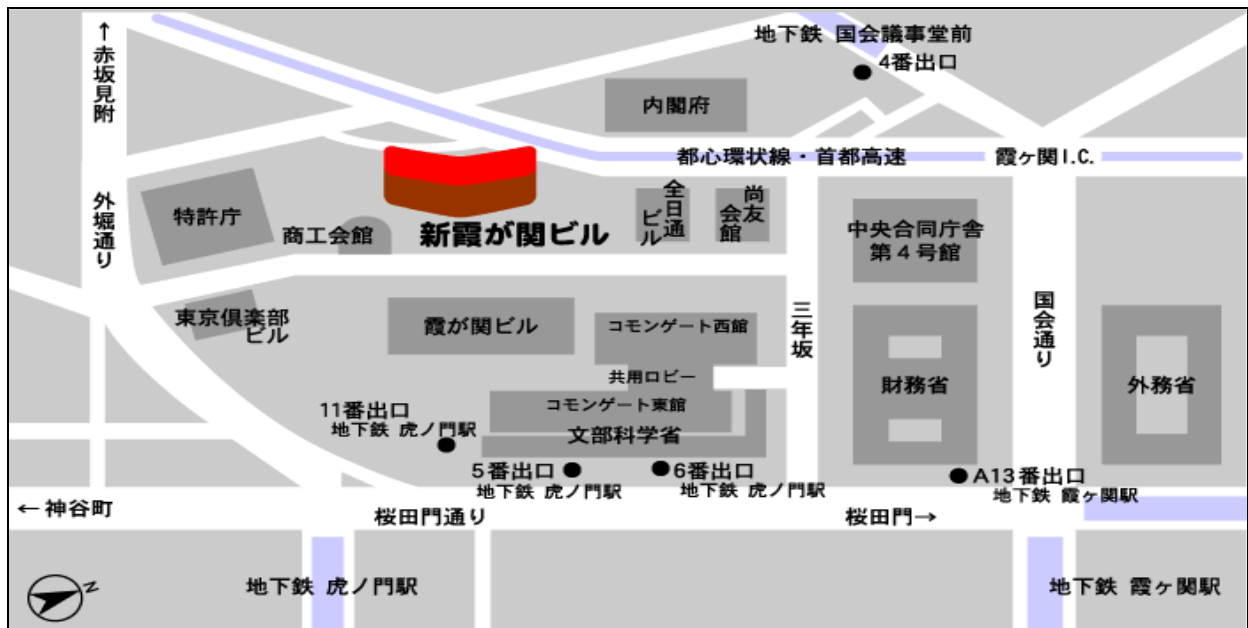 ↑赤坂見附
地下鉄 国会議事堂前
4番出口
内閣府
都心環状線・首都高速
霞ヶ関I.C.
外堀通り
特許庁
商工会館
新霞が関ビル
全日通
ビル
尚友
会館
中央合同庁舎
第4号館
東京倶楽部
ビル
霞が関ビル
コモンゲート西館
三年坂
国会通り
共用ロビー
財務省
外務省
コモンゲート東館
11番出口
地下鉄 虎ノ門駅
文部科学省
5番出口
地下鉄 虎ノ門駅
6番出口
地下鉄 虎ノ門駅
A13番出口
地下鉄 霞ヶ関駅
←神谷町
桜田門通り
桜田門→
地下鉄 虎ノ門駅
地下鉄 霞ヶ関駅
N